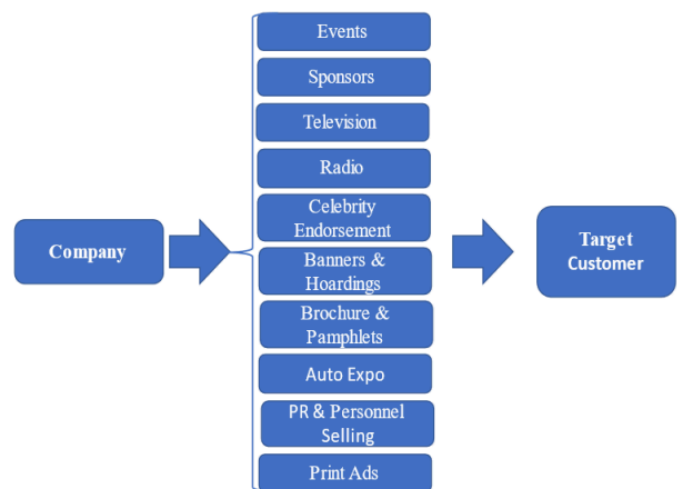 Events
Sponsors
Television
Radio
Celebrity
Endorsement
Banners &
Hoardings
Brochure &
Pamphlets
Auto Expo
PR & Personnel
Selling
Print Ads
Company
Target
Customer